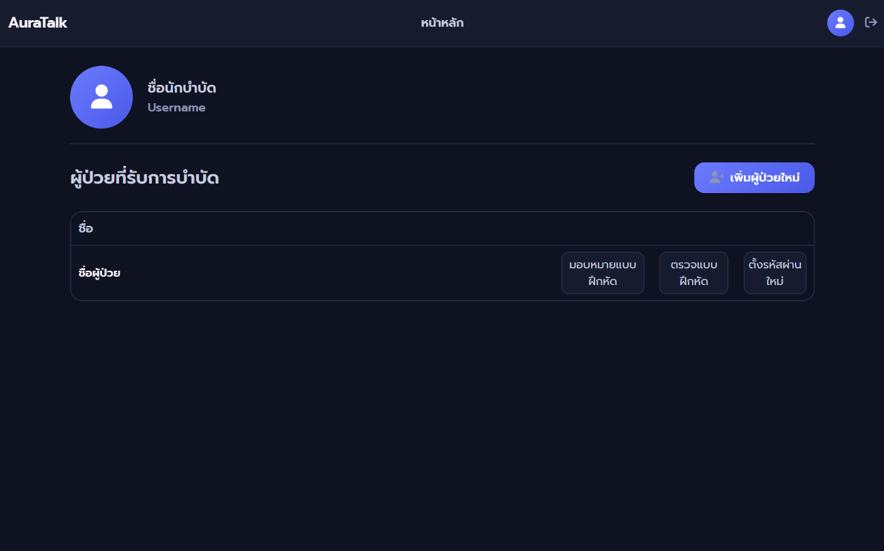 AuraTalk
หน้าหลัก
ชื่อนักบำบัด
Username
ผู้ป่วยที่รับการบำบัด
เพิ่มผู้ป่วยใหม่
ชื่อ
ชื่อผู้ป่วย
มอบหมายแบบ
ฝึกหัด
ตรวจแบบ
ฝึกหัด
ตั้งรหัสผ่าน
ใหม่